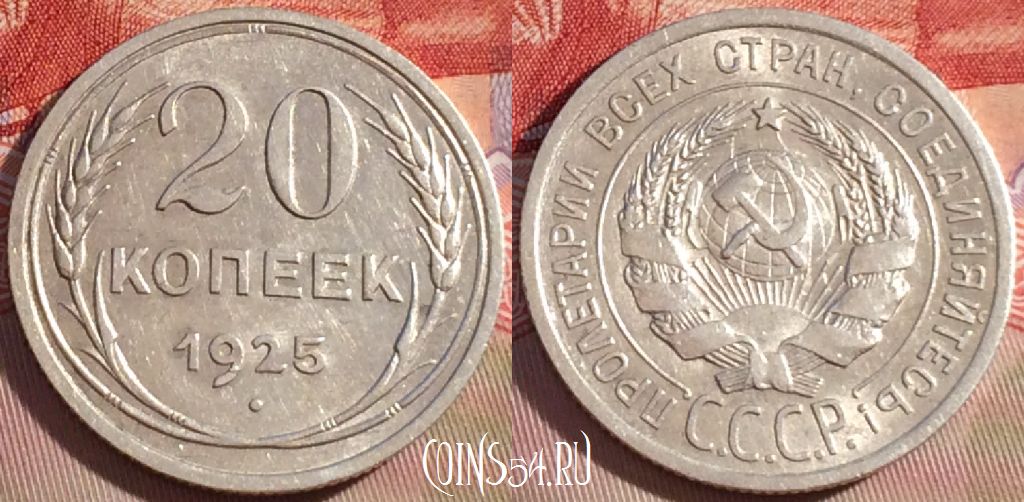 20
КОПЕЕК
1925
ПРОЛЕТАРИИ ВСЕХ СТРАН, СОЕДИНЯЙТЕСЬ!
С.С.С.Р.
COINS54.RU